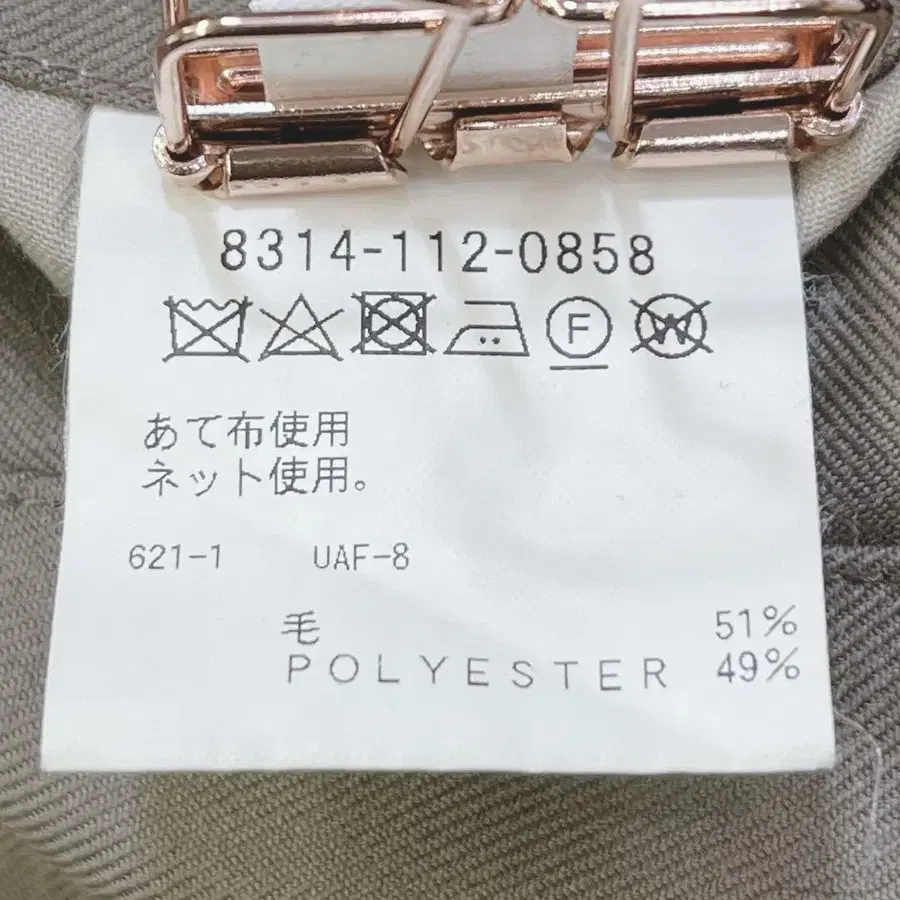 8314-112-0858
F W
あて布使用
ネット使用。
621-1 UAF-8
毛 51%
POLYESTER 49%